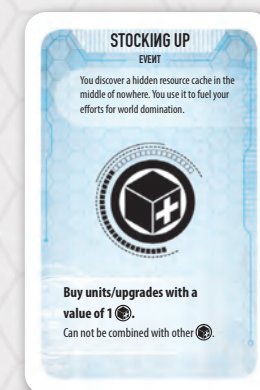 STOCKING UP
EVENT
You discover a hidden resource cache in the
middle of nowhere. You use it to fuel your
efforts for world domination.
Buy units/upgrades with a
value of 1 .
Can not be combined with other .